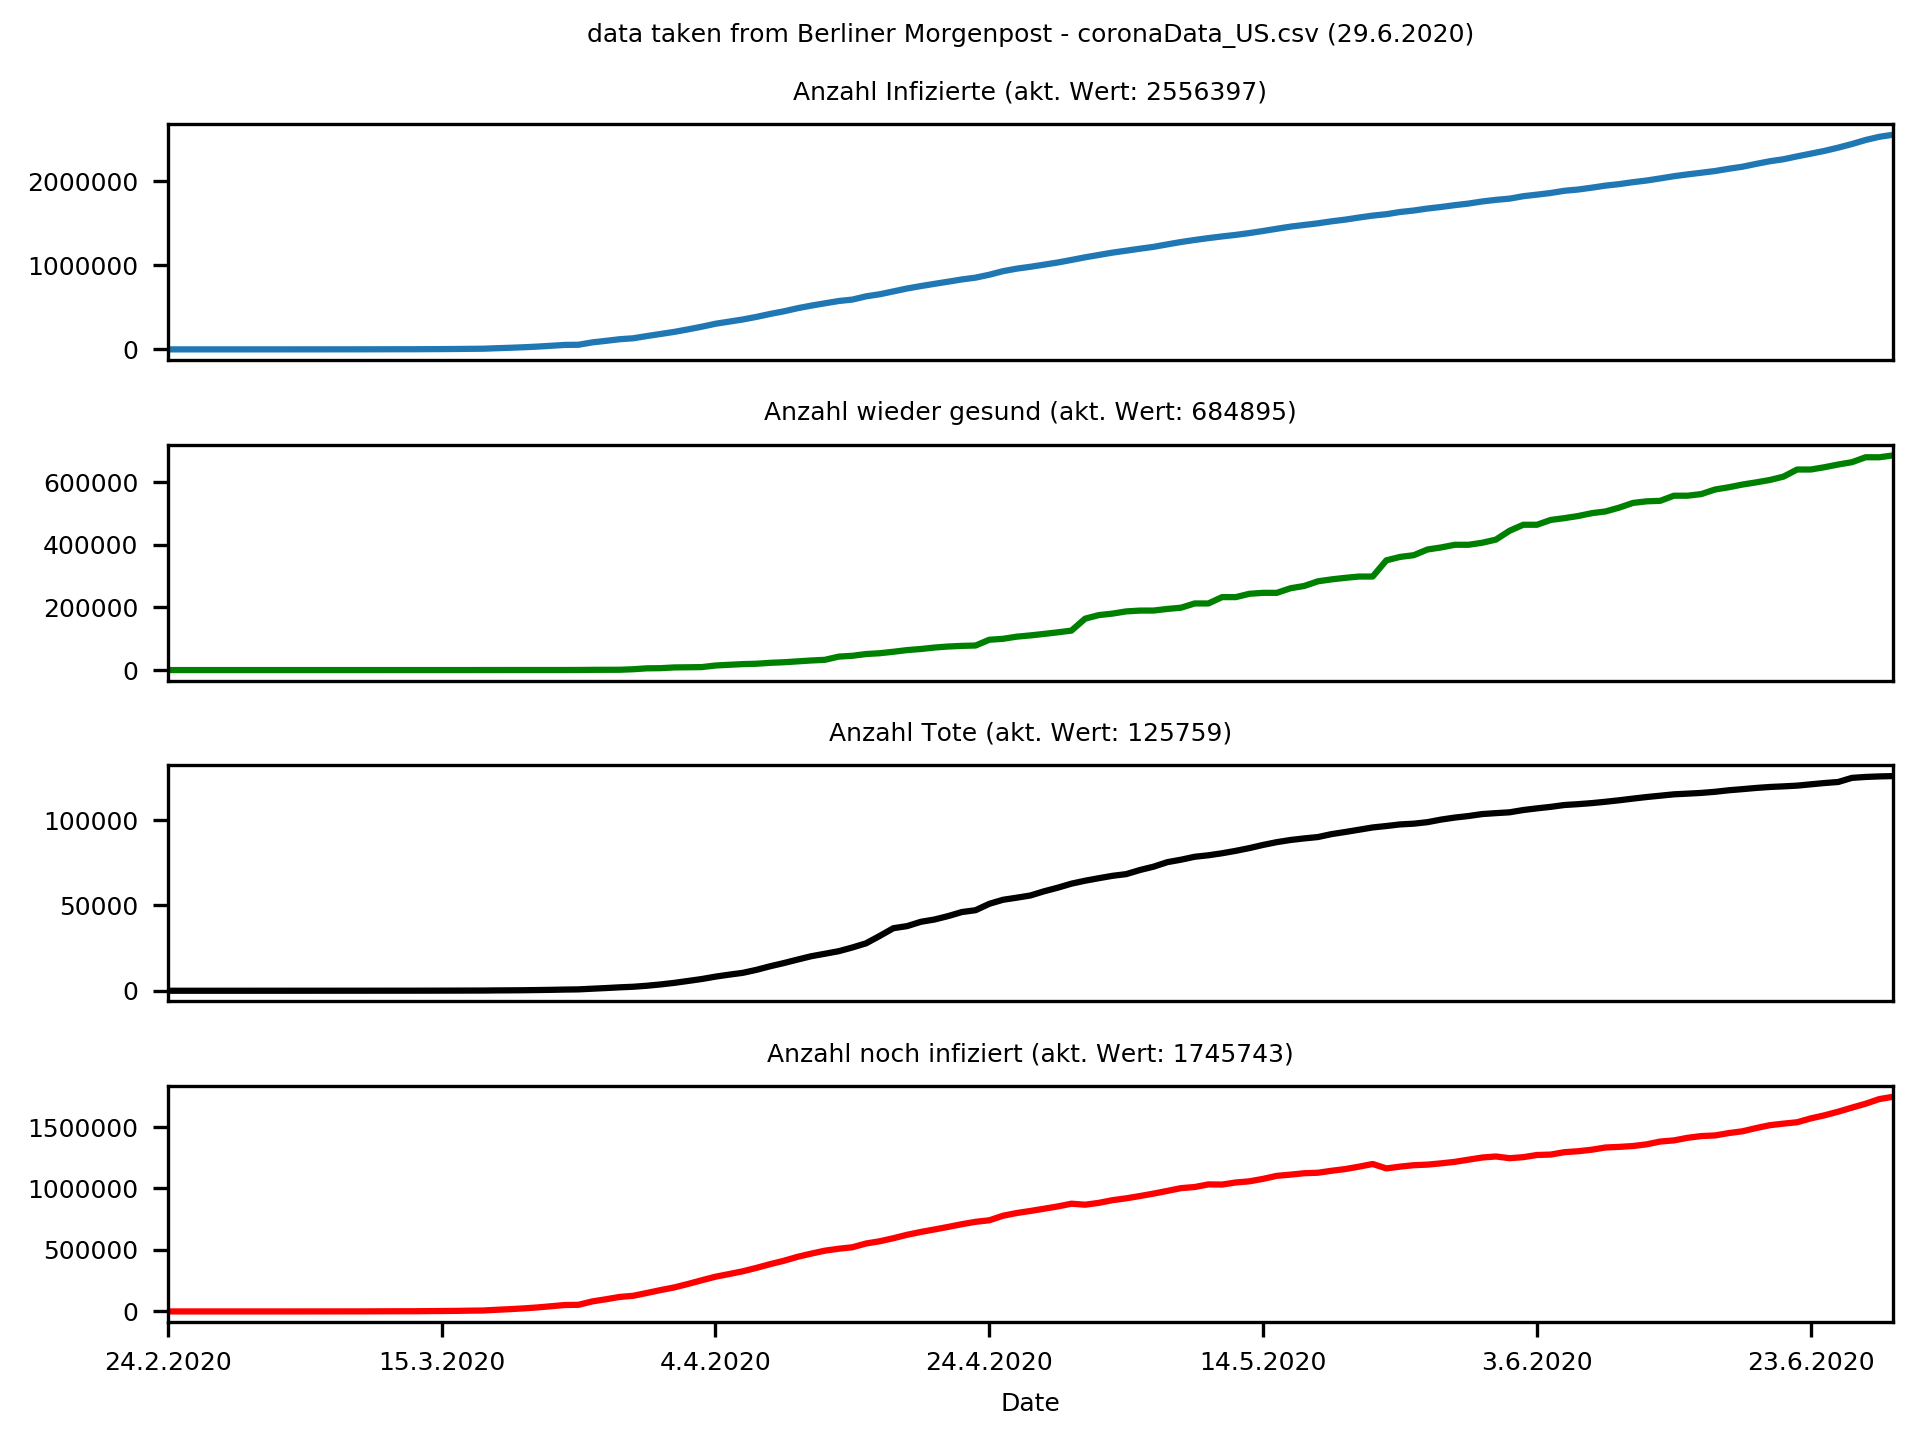 data taken from Berliner Morgenpost - coronaData_US.csv (29.6.2020)
Anzahl Infizierte (akt. Wert: 2556397)
2000000
1000000
0
Anzahl wieder gesund (akt. Wert: 684895)
600000
400000
200000
0
Anzahl Tote (akt. Wert: 125759)
100000
50000
0
Anzahl noch infiziert (akt. Wert: 1745743)
1500000
1000000
500000
0
24.2.2020 15.3.2020 4.4.2020 24.4.2020 14.5.2020 3.6.2020 23.6.2020
Date